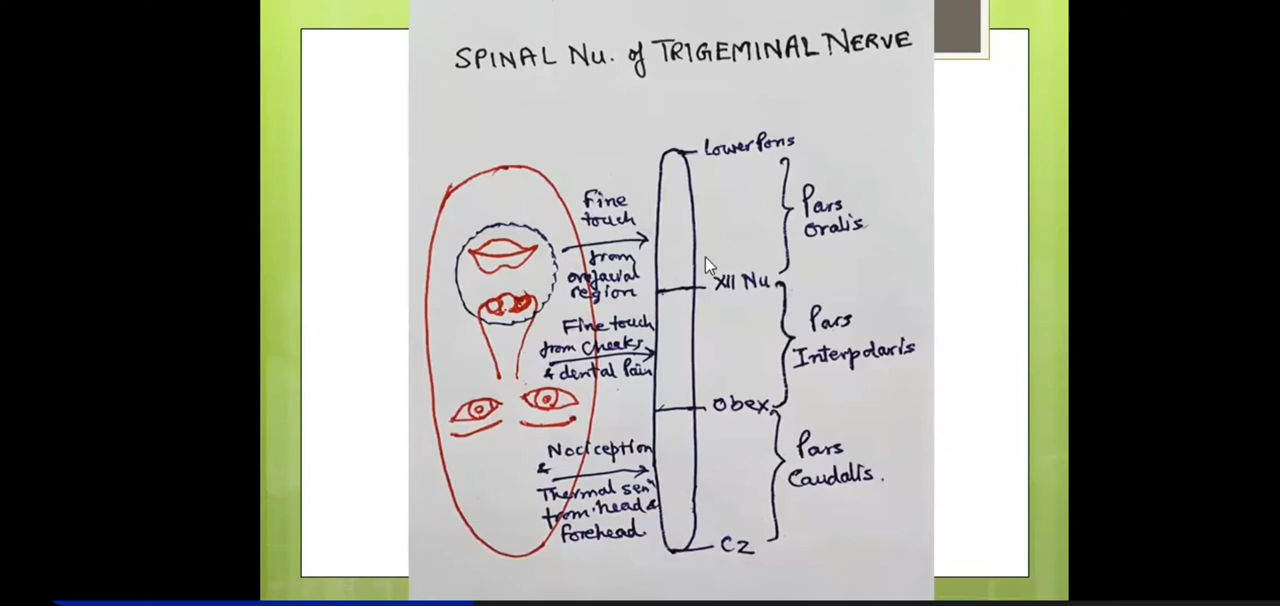 SPINAL Nu. of TRIGEMINAL NERVE
Lower Pons
Fine
touch
from
orofacial
region
Pars
Oralis
XII Nu
Fine touch
from cheeks
& dental Pain
Pars
Interpolaris
Obex
Nociception
&
Thermal senⁿ
from head &
forehead
Pars
Caudalis.
C2